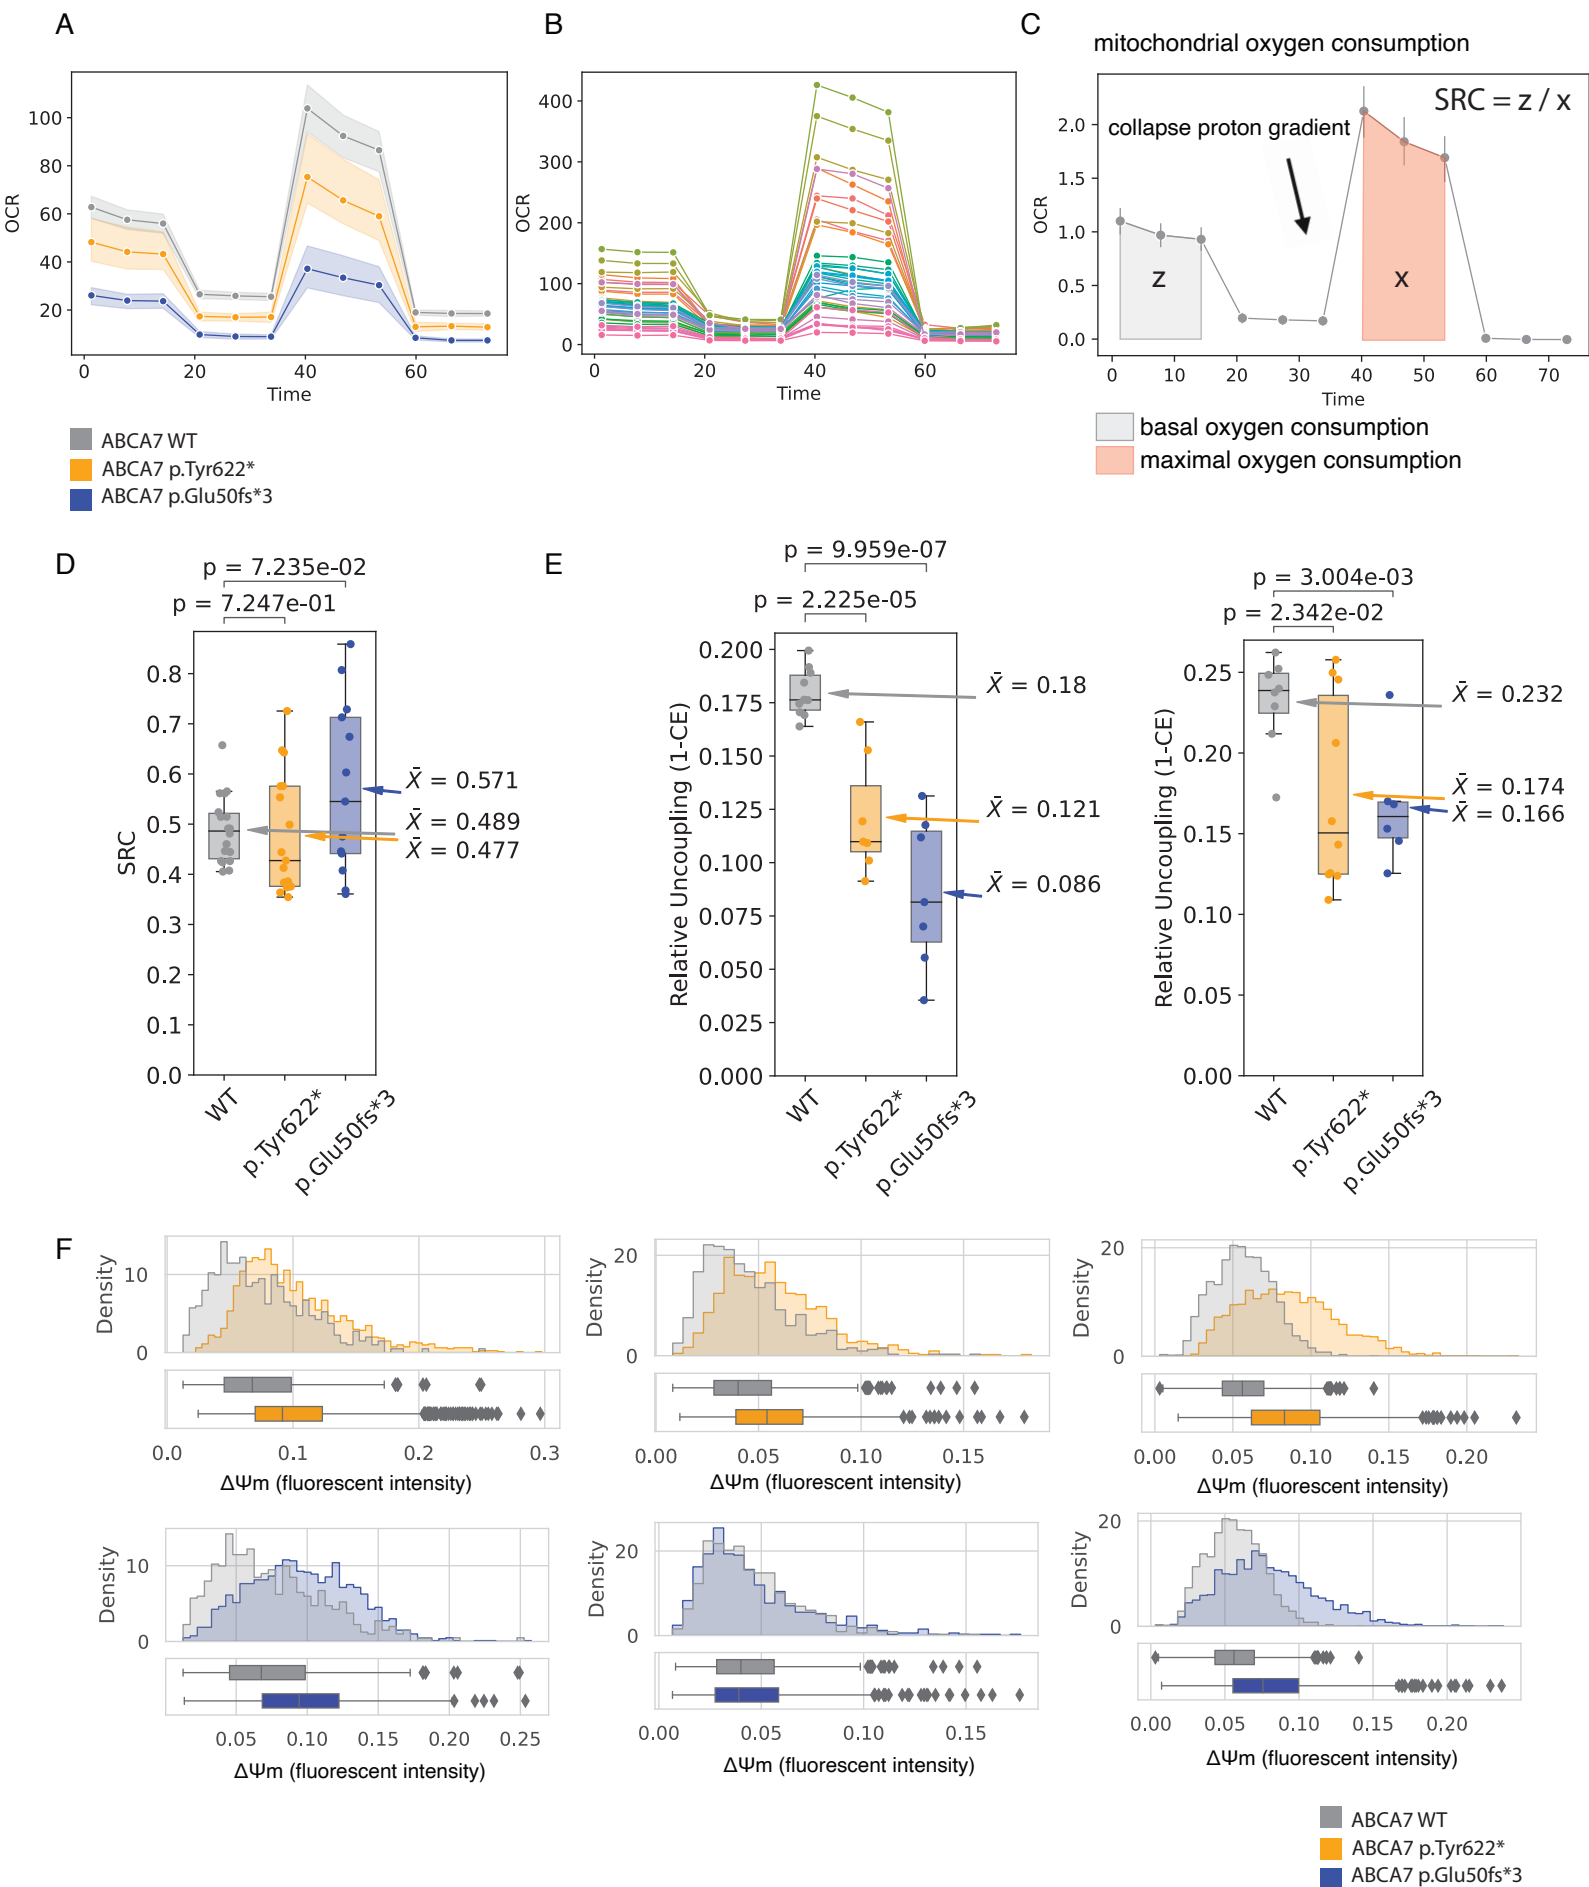 A
OCR
100
80
60
40
20
0
20
40
60
Time
ABCA7 WT
ABCA7 p.Tyr622*
ABCA7 p.Glu50fs*3
B
OCR
400
300
200
100
0
0
20
40
60
Time
C
mitochondrial oxygen consumption
SRC = z / x
collapse proton gradient
OCR
2.0
1.5
1.0
0.5
0.0
z
x
0
10
20
30
40
50
60
70
Time
basal oxygen consumption
maximal oxygen consumption
D
p = 7.235e-02
p = 7.247e-01
SRC
0.8
0.7
0.6
0.5
0.4
0.3
0.2
0.1
0.0
X̄ = 0.571
X̄ = 0.489
X̄ = 0.477
WT
p.Tyr622*
p.Glu50fs*3
E
p = 9.959e-07
p = 2.225e-05
Relative Uncoupling (1-CE)
0.200
0.175
0.150
0.125
0.100
0.075
0.050
0.025
0.000
X̄ = 0.18
X̄ = 0.121
X̄ = 0.086
WT
p.Tyr622*
p.Glu50fs*3
p = 3.004e-03
p = 2.342e-02
Relative Uncoupling (1-CE)
0.25
0.20
0.15
0.10
0.05
0.00
X̄ = 0.232
X̄ = 0.174
X̄ = 0.166
WT
p.Tyr622*
p.Glu50fs*3
F
Density
10
0
0.0
0.1
0.2
0.3
ΔΨm (fluorescent intensity)
Density
20
0
0.00
0.05
0.10
0.15
ΔΨm (fluorescent intensity)
Density
20
10
0
0.00
0.05
0.10
0.15
0.20
ΔΨm (fluorescent intensity)
Density
10
0
0.05
0.10
0.15
0.20
0.25
ΔΨm (fluorescent intensity)
Density
20
0
0.00
0.05
0.10
0.15
ΔΨm (fluorescent intensity)
Density
20
10
0
0.00
0.05
0.10
0.15
0.20
ΔΨm (fluorescent intensity)
ABCA7 WT
ABCA7 p.Tyr622*
ABCA7 p.Glu50fs*3